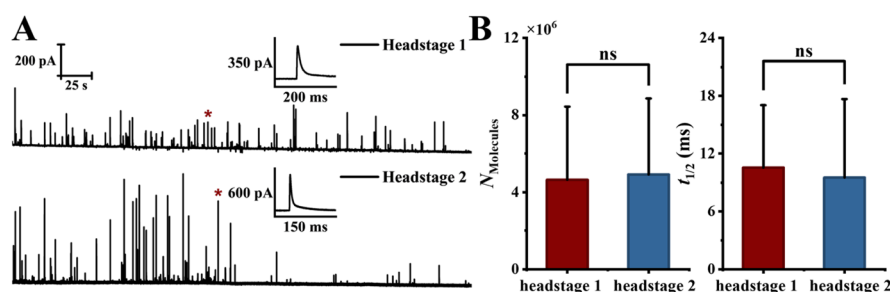 A
200 pA
25 s
350 pA
200 ms
Headstage 1
*
600 pA
150 ms
Headstage 2
*
B
×10⁶
12
8
4
0
N_Molecules
ns
headstage 1 headstage 2
24
18
12
6
0
t_1/2 (ms)
ns
headstage 1 headstage 2